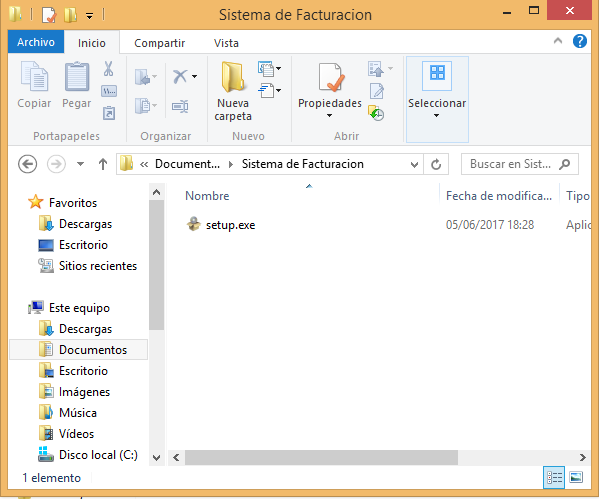 Sistema de Facturacion
Archivo Inicio Compartir Vista
Copiar Pegar Nueva carpeta Propiedades Seleccionar
Portapapeles Organizar Nuevo Abrir
« Document... Sistema de Facturacion Buscar en Sist...
Nombre Fecha de modifica... Tipo
setup.exe 05/06/2017 18:28 Aplic
Favoritos
Descargas
Escritorio
Sitios recientes
Este equipo
Descargas
Documentos
Escritorio
Imágenes
Música
Vídeos
Disco local (C:)
1 elemento